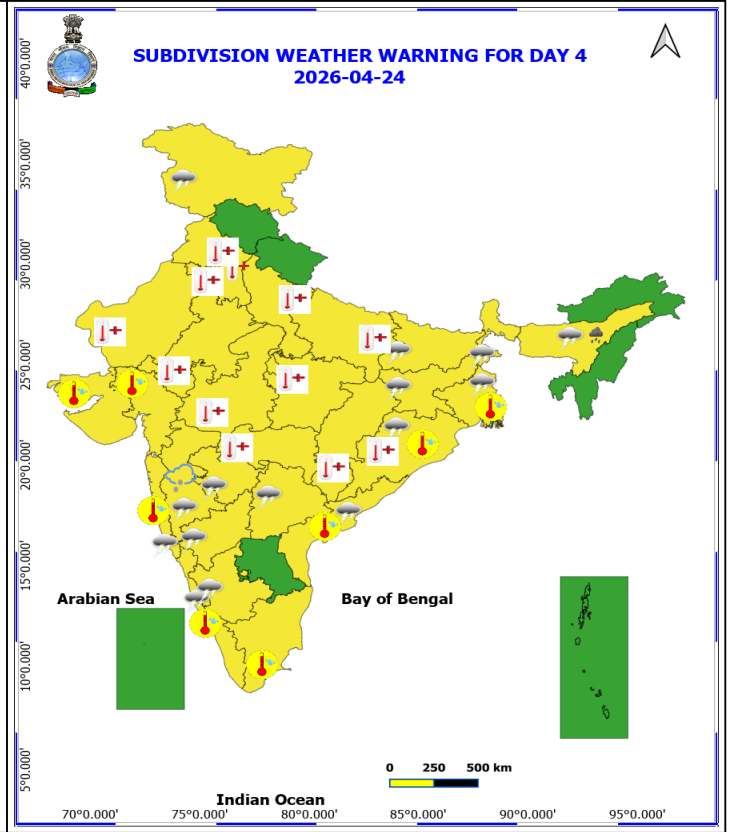 SUBDIVISION WEATHER WARNING FOR DAY 4
2026-04-24
40°0.000'
35°0.000'
30°0.000'
25°0.000'
20°0.000'
15°0.000'
10°0.000'
5°0.000'
Arabian Sea
Bay of Bengal
0 250 500 km
Indian Ocean
70°0.000' 75°0.000' 80°0.000' 85°0.000' 90°0.000' 95°0.000'